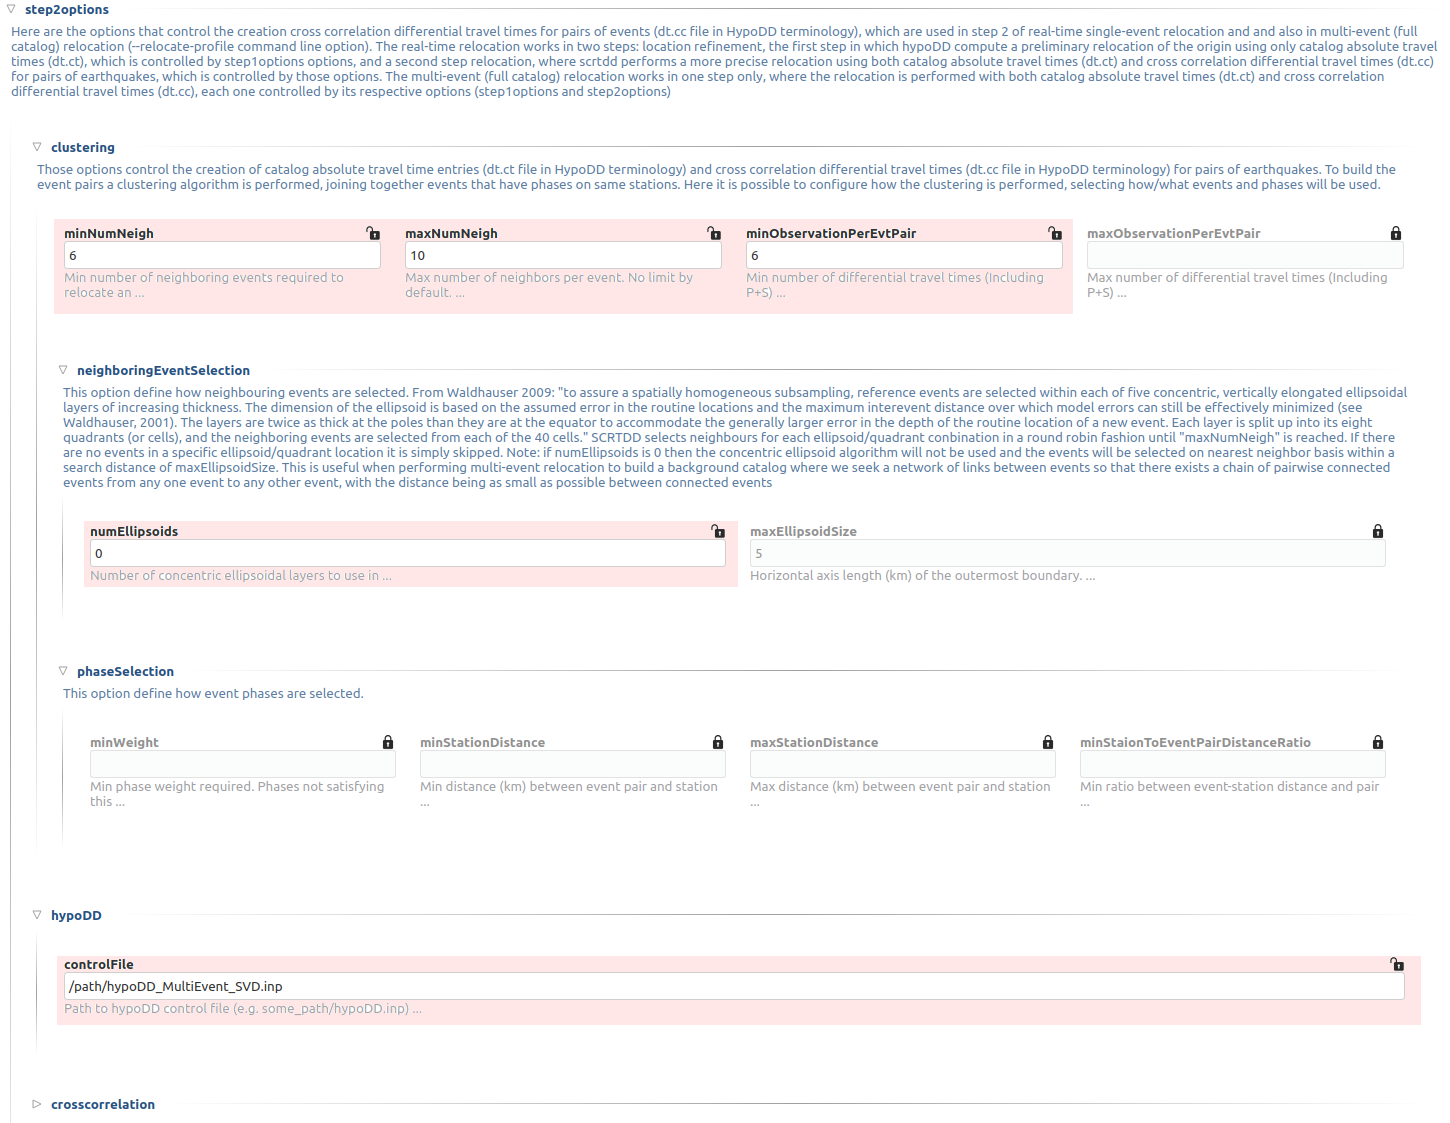 step2options
Here are the options that control the creation cross correlation differential travel times for pairs of events (dt.cc file in HypoDD terminology), which are used in step 2 of real-time single-event relocation and and also in multi-event (full
catalog) relocation (--relocate-profile command line option). The real-time relocation works in two steps: location refinement, the first step in which hypoDD compute a preliminary relocation of the origin using only catalog absolute travel
times (dt.ct), which is controlled by step1options options, and a second step relocation, where scrtdd performs a more precise relocation using both catalog absolute travel times (dt.ct) and cross correlation differential travel times (dt.cc)
for pairs of earthquakes, which is controlled by those options. The multi-event (full catalog) relocation works in one step only, where the relocation is performed with both catalog absolute travel times (dt.ct) and cross correlation
differential travel times (dt.cc), each one controlled by its respective options (step1options and step2options)
clustering
Those options control the creation of catalog absolute travel time entries (dt.ct file in HypoDD terminology) and cross correlation differential travel times (dt.cc file in HypoDD terminology) for pairs of earthquakes. To build the
event pairs a clustering algorithm is performed, joining together events that have phases on same stations. Here it is possible to configure how the clustering is performed, selecting how/what events and phases will be used.
minNumNeigh maxNumNeigh minObservationPerEvtPair maxObservationPerEvtPair
6 10 6
Min number of neighboring events required to Max number of neighbors per event. No limit by Min number of differential travel times (Including Max number of differential travel times (Including
relocate an ... default. ... P+S) ... P+S) ...
neighboringEventSelection
This option define how neighbouring events are selected. From Waldhauser 2009: "to assure a spatially homogeneous subsampling, reference events are selected within each of five concentric, vertically elongated ellipsoidal
layers of increasing thickness. The dimension of the ellipsoid is based on the assumed error in the routine locations and the maximum interevent distance over which model errors can still be effectively minimized (see
Waldhauser, 2001). The layers are twice as thick at the poles than they are at the equator to accommodate the generally larger error in the depth of the routine location of a new event. Each layer is split up into its eight
quadrants (or cells), and the neighboring events are selected from each of the 40 cells." SCRTDD selects neighbours for each ellipsoid/quadrant conbination in a round robin fashion until "maxNumNeigh" is reached. If there
are no events in a specific ellipsoid/quadrant location it is simply skipped. Note: if numEllipsoids is 0 then the concentric ellipsoid algorithm will not be used and the events will be selected on nearest neighbor basis within a
search distance of maxEllipsoidSize. This is useful when performing multi-event relocation to build a background catalog where we seek a network of links between events so that there exists a chain of pairwise connected
events from any one event to any other event, with the distance being as small as possible between connected events
numEllipsoids maxEllipsoidSize
0 5
Number of concentric ellipsoidal layers to use in ... Horizontal axis length (km) of the outermost boundary. ...
phaseSelection
This option define how event phases are selected.
minWeight minStationDistance maxStationDistance minStaionToEventPairDistanceRatio
Min phase weight required. Phases not satisfying Min distance (km) between event pair and station Max distance (km) between event pair and station Min ratio between event-station distance and pair
this ... ... ... ...
hypoDD
controlFile
/path/hypoDD_MultiEvent_SVD.inp
Path to hypoDD control file (e.g. some_path/hypoDD.inp) ...
crosscorrelation